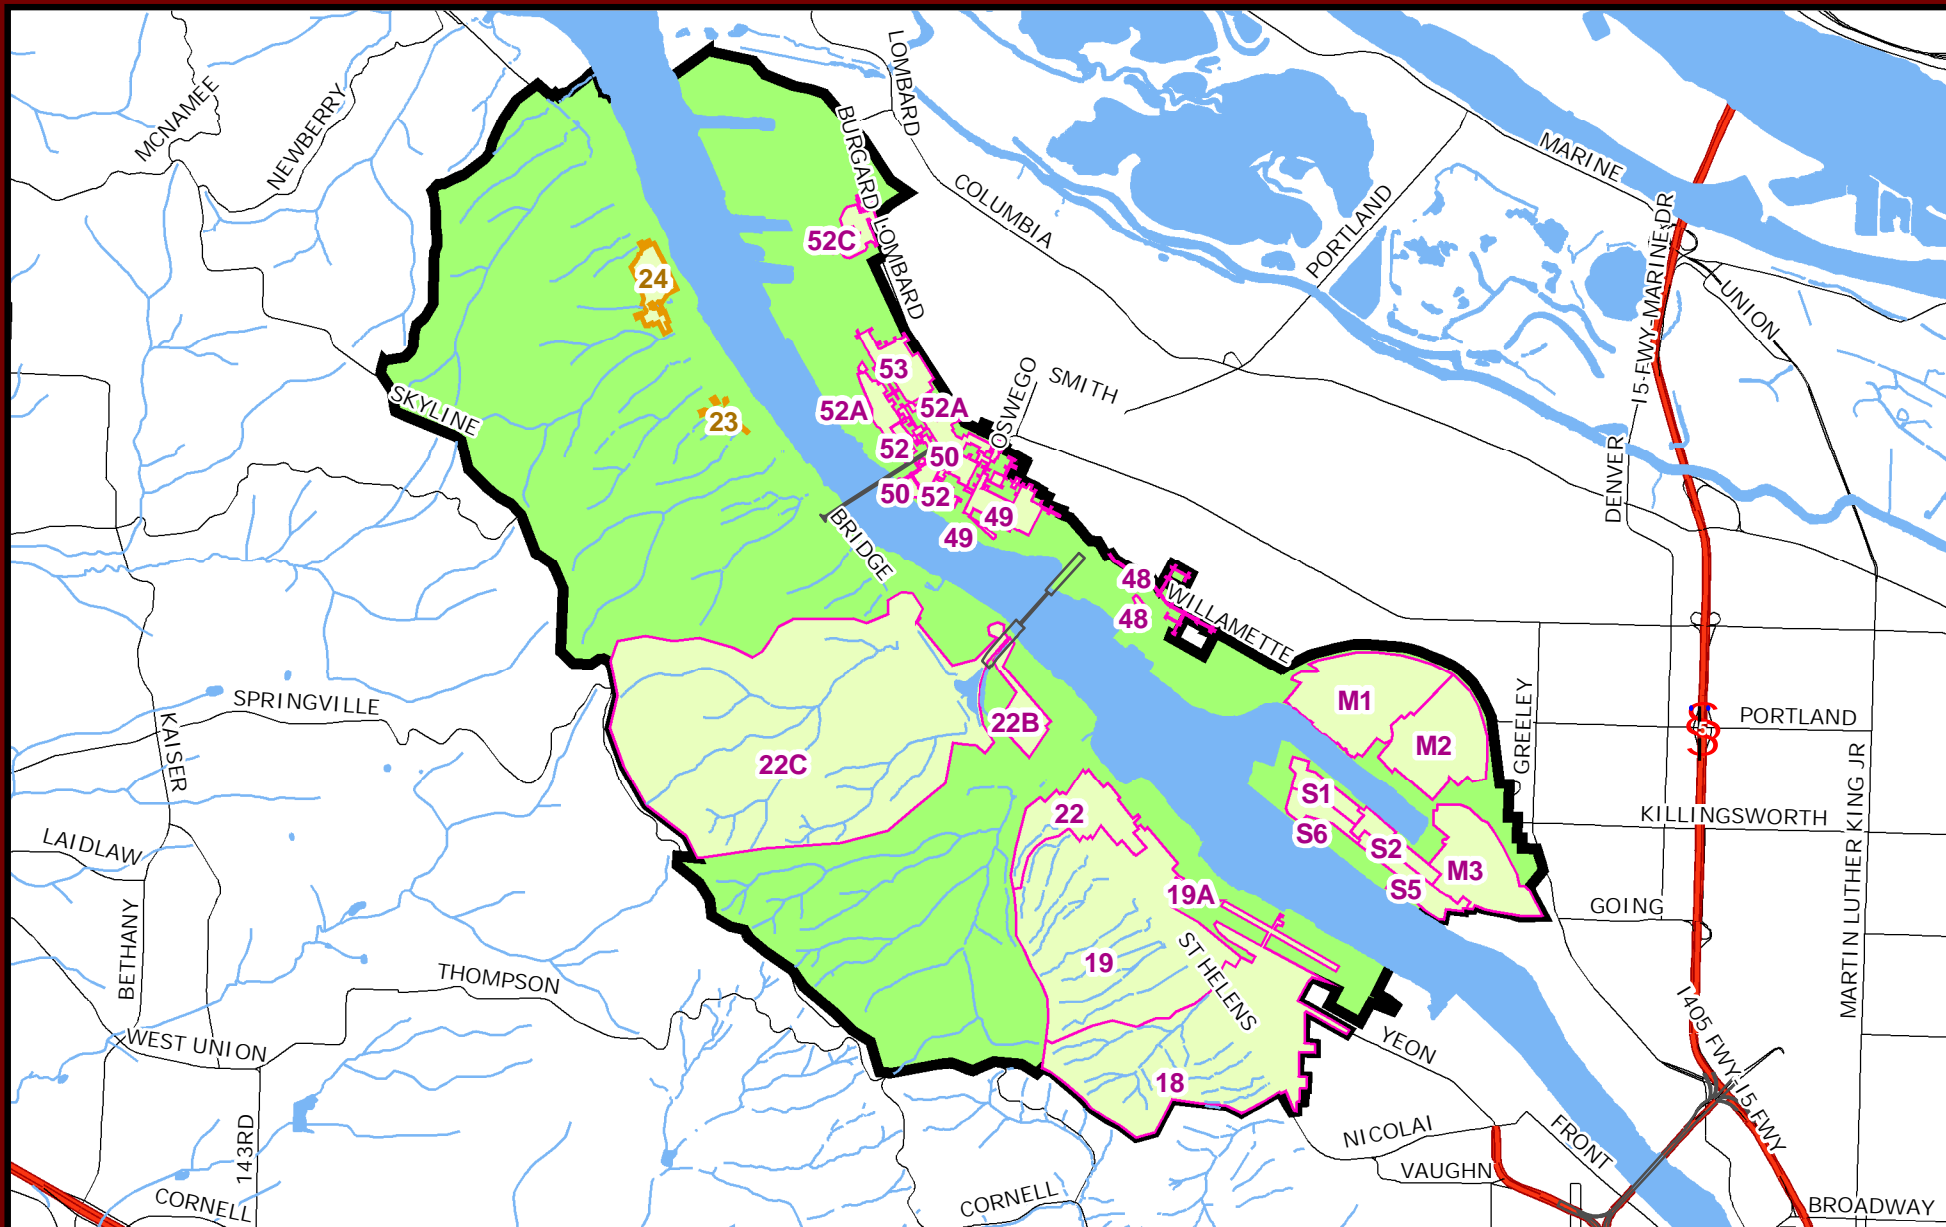 LOMBARD
MCNAMEE
NEWBERRY
BURGARD
MARINE
COLUMBIA
PORTLAND
52C
LOMBARD
I5-FWY-MARINE DR
24
UNION
53
SKYLINE
52A
52A
OSWEGO
SMITH
23
52
50
DENVER
50
52
49
49
BRIDGE
48
48
WILLAMETTE
SPRINGVILLE
KAISER
M1
GREELEY
5
PORTLAND
22B
M2
22C
S1
22
S6
KILLINGSWORTH
MARTIN LUTHER KING JR
LAIDLAW
S2
M3
S5
19A
GOING
BETHANY
THOMPSON
19
ST HELENS
WEST UNION
YEON
I405 FWY-I5 FWY
18
143RD
NICOLAI
FRONT
VAUGHN
CORNELL
CORNELL
BROADWAY